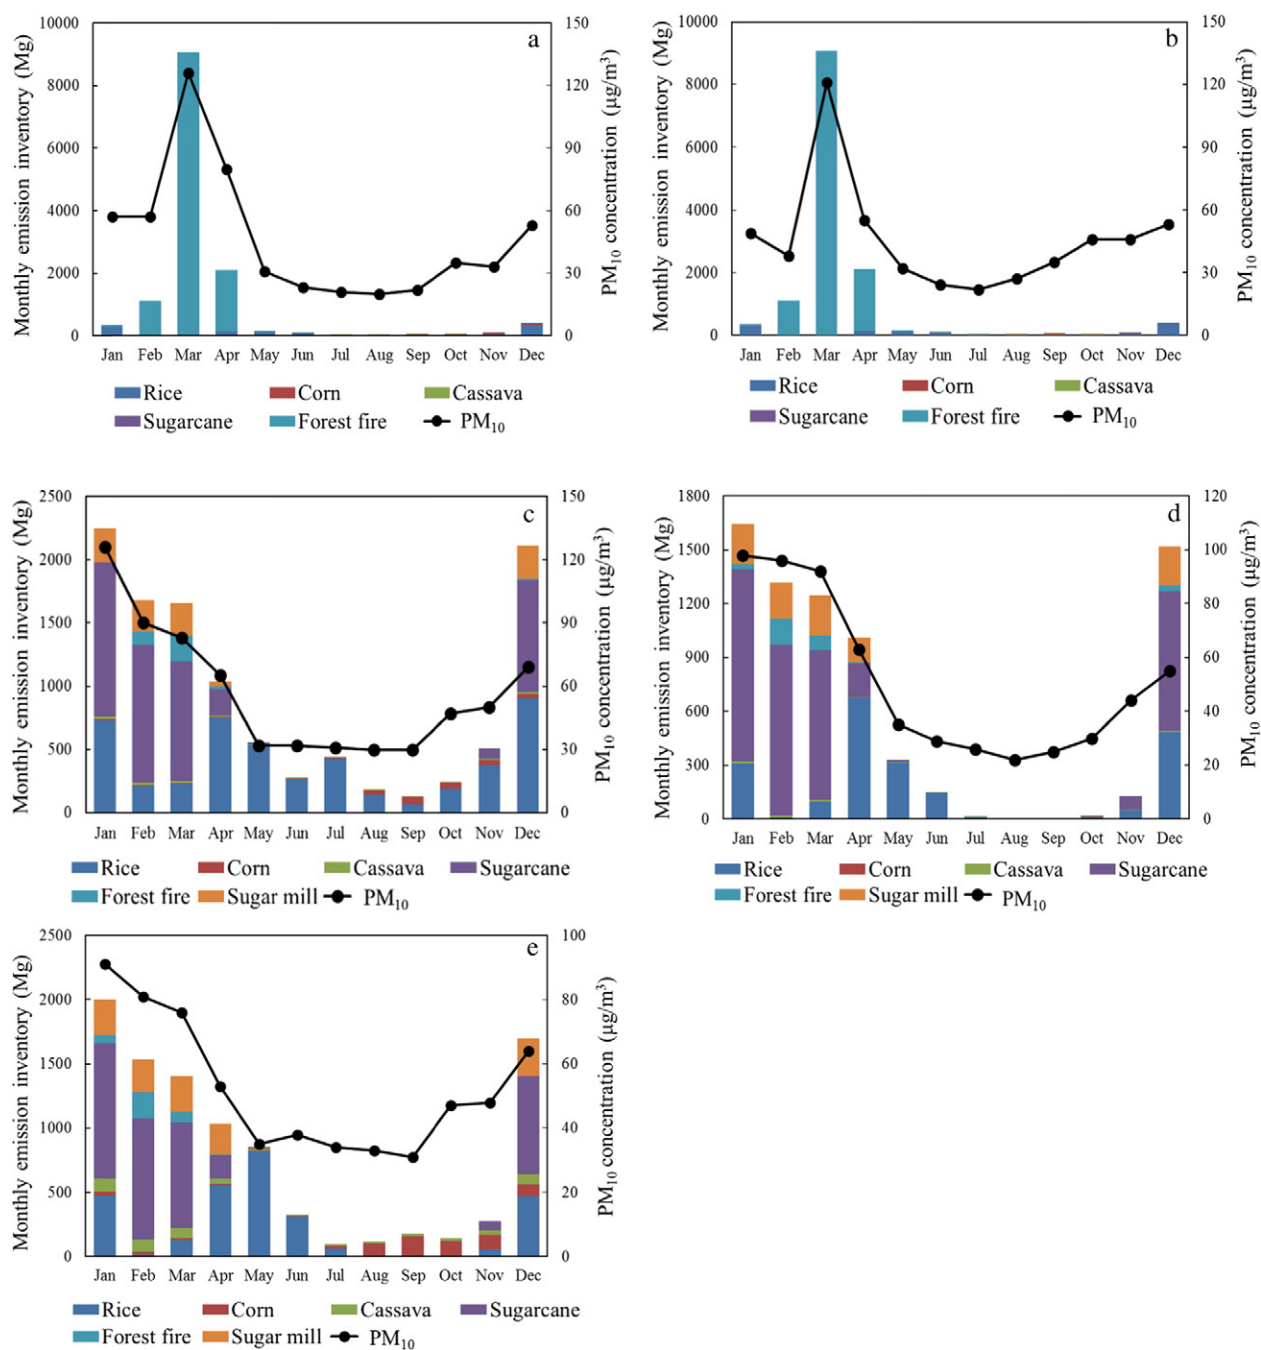 a
Monthly emission inventory (Mg)
10000
8000
6000
4000
2000
0
150
120
90
60
30
0
PM10 concentration (μg/m³)
Jan Feb Mar Apr May Jun Jul Aug Sep Oct Nov Dec
Rice Corn Cassava
Sugarcane Forest fire PM10
b
Monthly emission inventory (Mg)
10000
8000
6000
4000
2000
0
150
120
90
60
30
0
PM10 concentration (μg/m³)
Jan Feb Mar Apr May Jun Jul Aug Sep Oct Nov Dec
Rice Corn Cassava
Sugarcane Forest fire PM10
c
Monthly emission inventory (Mg)
2500
2000
1500
1000
500
0
150
120
90
60
30
0
PM10 concentration (μg/m³)
Jan Feb Mar Apr May Jun Jul Aug Sep Oct Nov Dec
Rice Corn Cassava Sugarcane
Forest fire Sugar mill PM10
d
Monthly emission inventory (Mg)
1800
1500
1200
900
600
300
0
120
100
80
60
40
20
0
PM10 concentration (μg/m³)
Jan Feb Mar Apr May Jun Jul Aug Sep Oct Nov Dec
Rice Corn Cassava Sugarcane
Forest fire Sugar mill PM10
e
Monthly emission inventory (Mg)
2500
2000
1500
1000
500
0
100
80
60
40
20
0
PM10 concentration (μg/m³)
Jan Feb Mar Apr May Jun Jul Aug Sep Oct Nov Dec
Rice Corn Cassava Sugarcane
Forest fire Sugar mill PM10